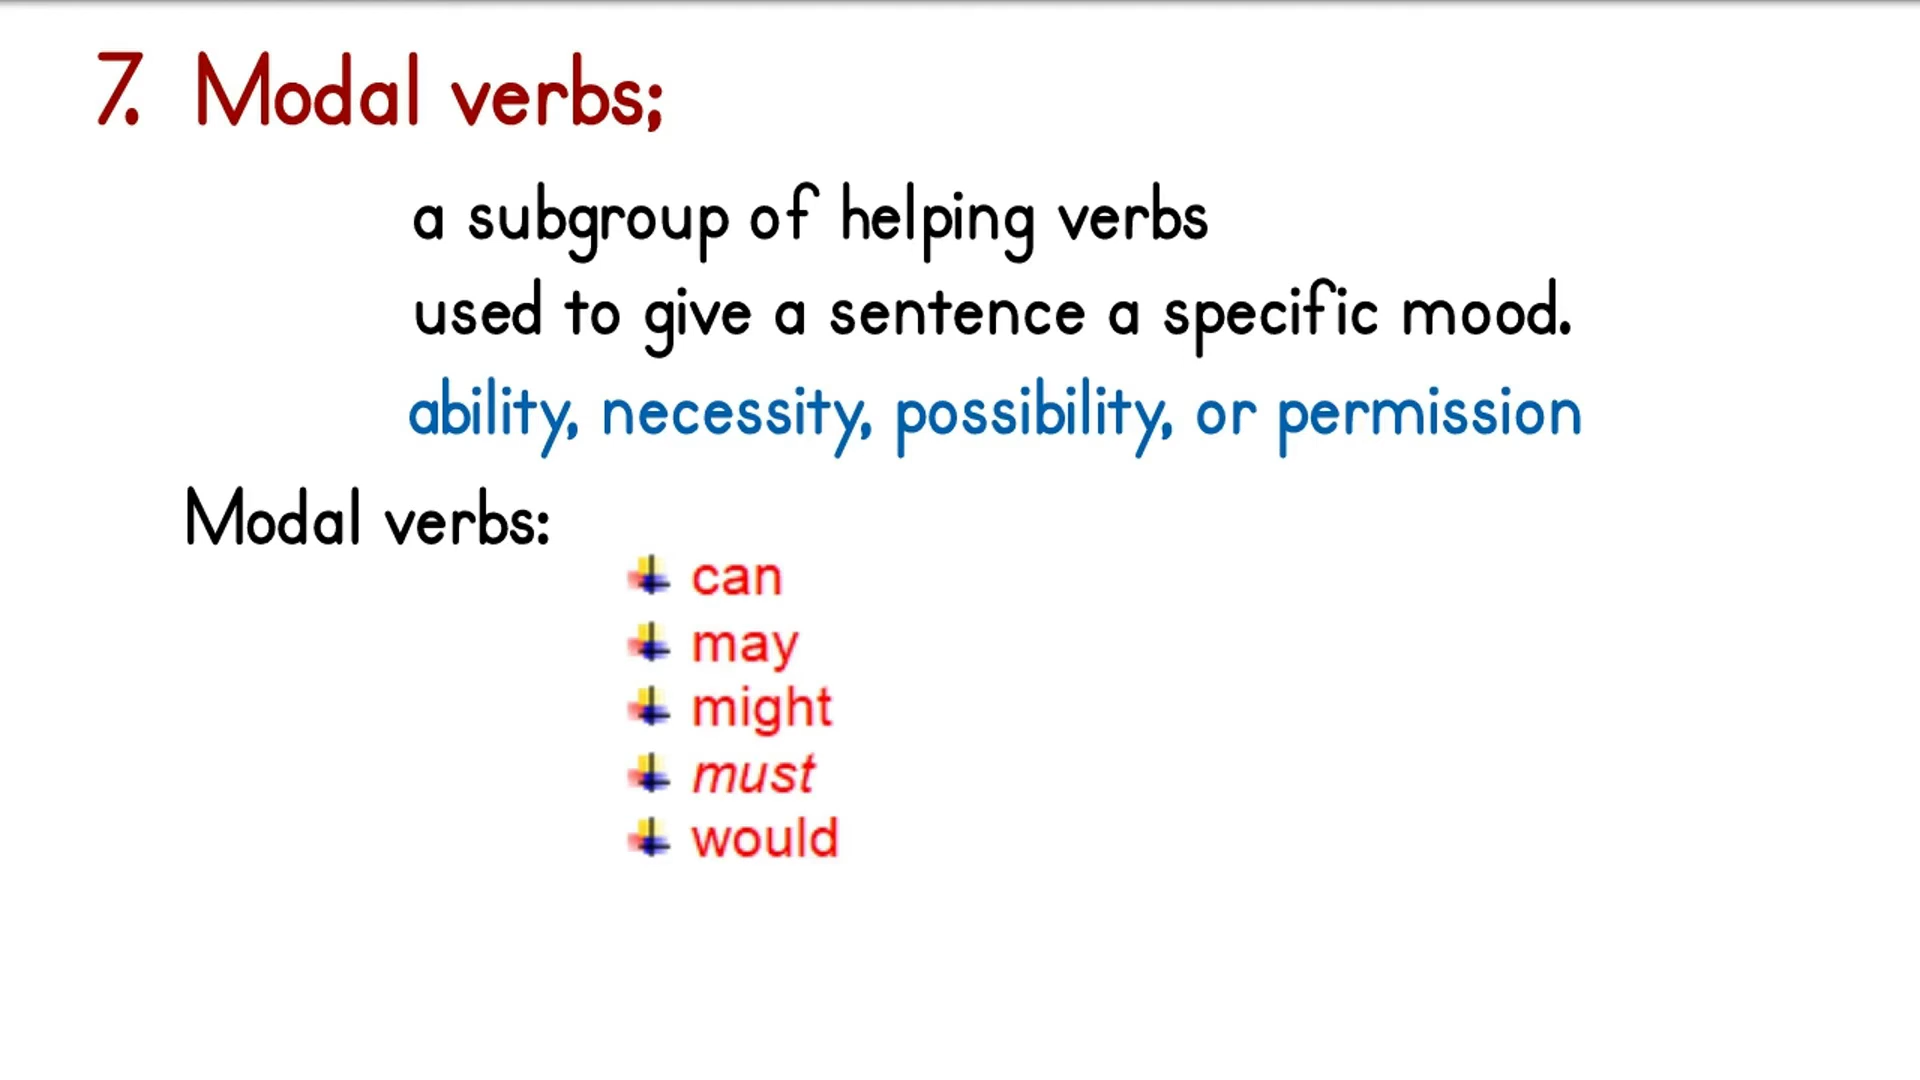 7. Modal verbs;
a subgroup of helping verbs
used to give a sentence a specific mood.
ability, necessity, possibility, or permission
Modal verbs:
can
may
might
must
would